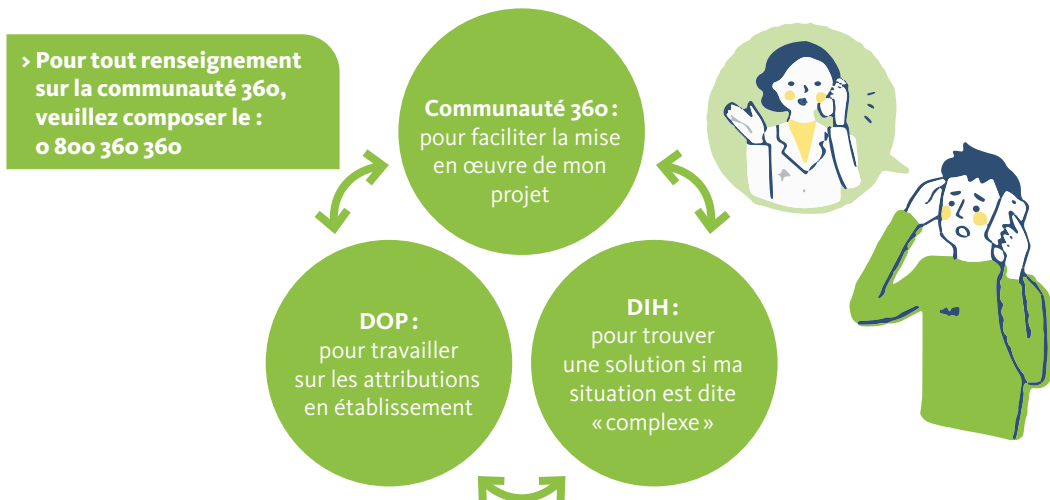 › Pour tout renseignement
sur la communauté 360,
veuillez composer le :
0 800 360 360
Communauté 360 :
pour faciliter la mise
en œuvre de mon
projet
DOP :
pour travailler
sur les attributions
en établissement
DIH :
pour trouver
une solution si ma
situation est dite
« complexe »